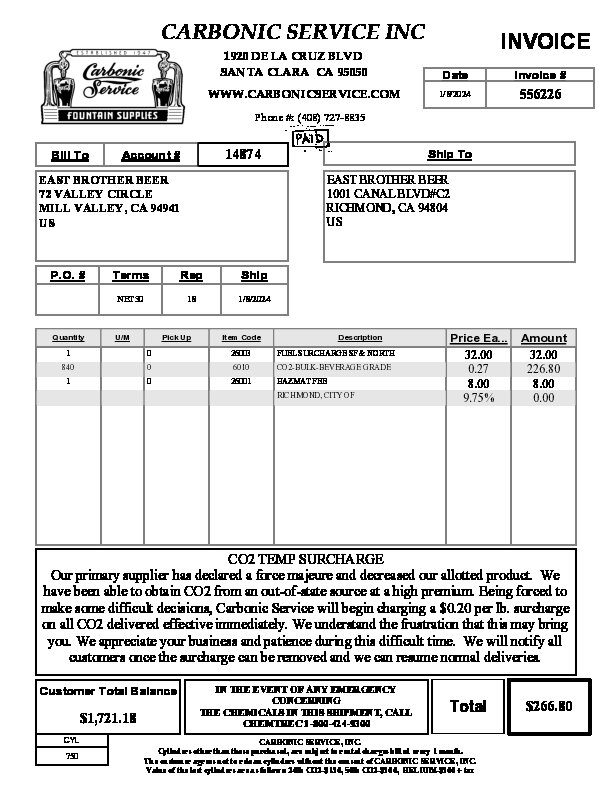 CARBONIC SERVICE INC
1920 DE LA CRUZ BLVD
SANTA CLARA CA 95050
WWW.CARBONICSERVICE.COM
Phone #: (408) 727-8835
ESTABLISHED 1947
Carbonic
Service
FOUNTAIN SUPPLIES
INVOICE
Date Invoice #
1/8/2024 556226
PAID
Bill To Account # 14874
Ship To
EAST BROTHER BEER
72 VALLEY CIRCLE
MILL VALLEY, CA 94941
US
EAST BROTHER BEER
1001 CANAL BLVD#C2
RICHMOND, CA 94804
US
P.O. # Terms Rep Ship
NET30 18 1/8/2024
Quantity U/M Pick Up Item Code Description Price Ea... Amount
1 0 26003 FUEL SURCHARGE SF & NORTH 32.00 32.00
840 0 6010 CO2-BULK-BEVERAGE GRADE 0.27 226.80
1 0 26001 HAZMAT FEE 8.00 8.00
RICHMOND, CITY OF 9.75% 0.00
CO2 TEMP SURCHARGE
Our primary supplier has declared a force majeure and decreased our allotted product. We
have been able to obtain CO2 from an out-of-state source at a high premium. Being forced to
make some difficult decisions, Carbonic Service will begin charging a $0.20 per lb. surcharge
on all CO2 delivered effective immediately. We understand the frustration that this may bring
you. We appreciate your business and patience during this difficult time. We will notify all
customers once the surcharge can be removed and we can resume normal deliveries.
Customer Total Balance
$1,721.18
IN THE EVENT OF ANY EMERGENCY
CONCERNING
THE CHEMICALS IN THIS SHIPMENT, CALL
CHEMTREC 1-800-424-9300
Total $266.80
CYL
750
CARBONIC SERVICE, INC.
Cylinders other than those purchased, are subject to rental charge billed every 1 month.
The customer agrees not to clean cylinders without the consent of CARBONIC SERVICE, INC.
Value of the lost cylinders are as follows: 20lb CO2-$150, 50lb CO2-$300, HELIUM-$300 + tax